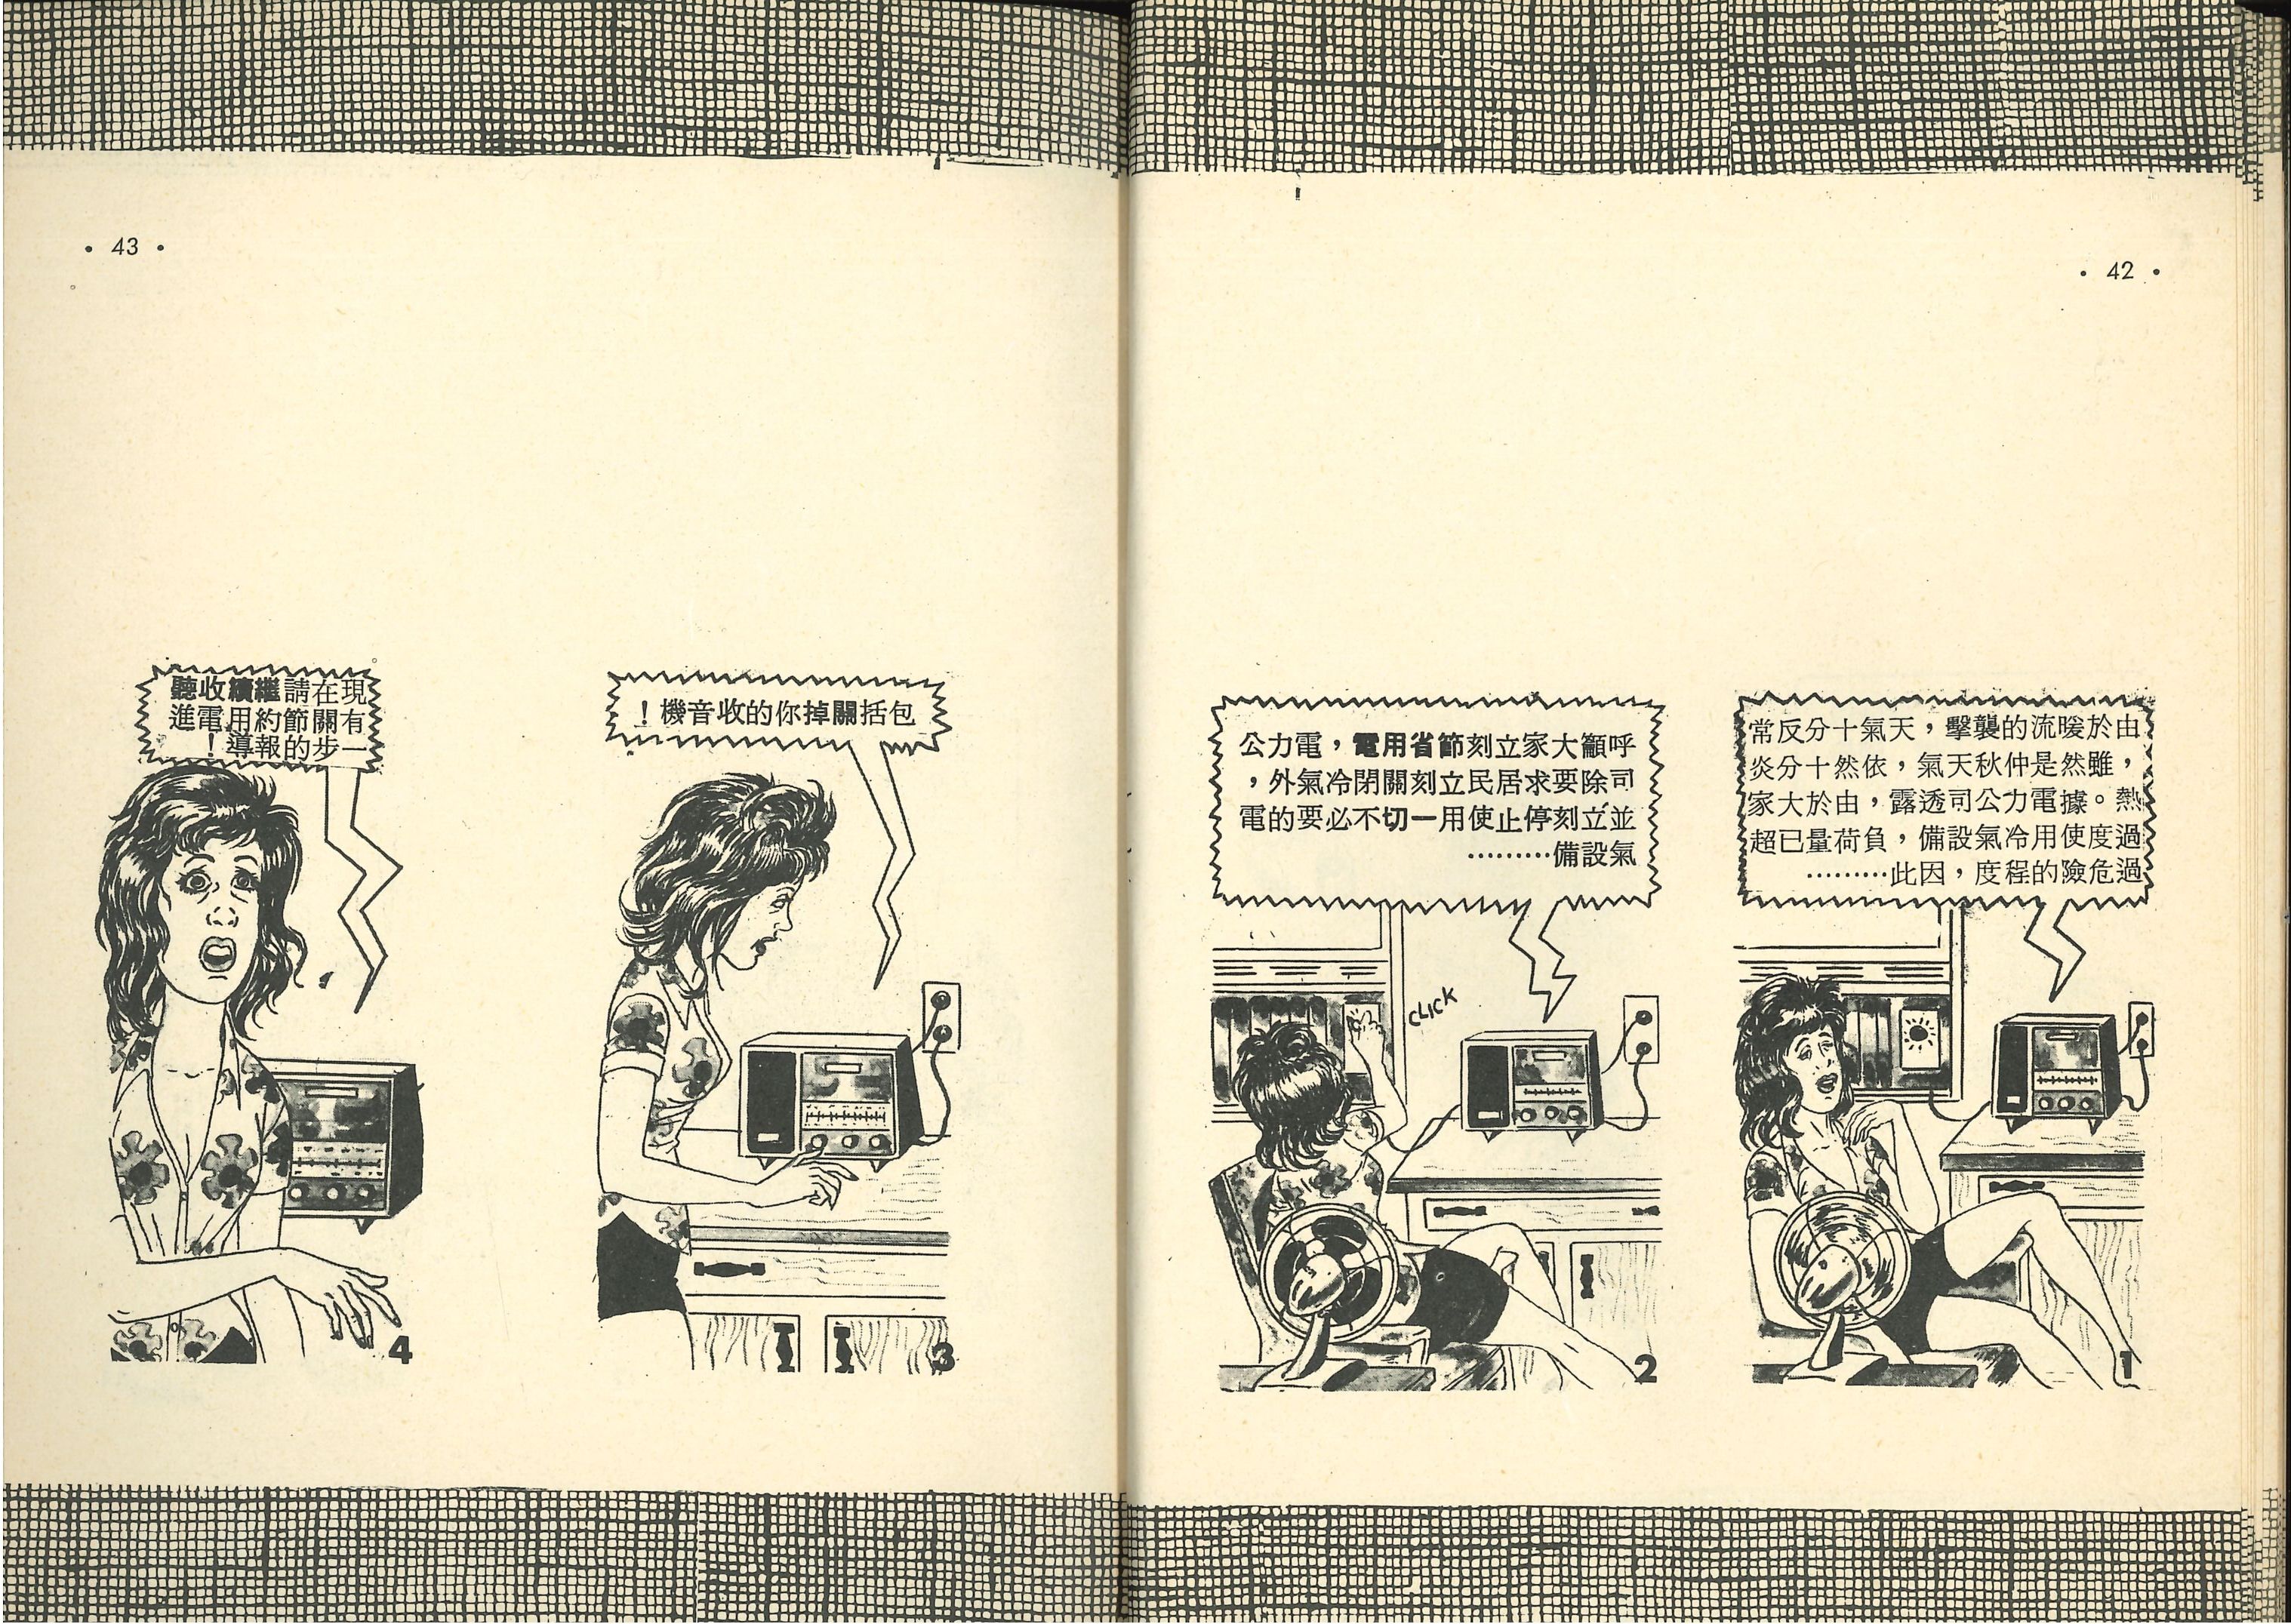 • 42 •
由於暖流的襲擊，天氣十分反常
，雖然是仲秋天氣，依然十分炎
熱。據電力公司透露，由於大家
過度使用冷氣設備，負荷量已超
過危險的程度，因此………
1
呼籲大家立刻節省用電，電力公
司除要求居民立刻關閉冷氣外，
並立刻停止使用一切不必要的電
氣設備………
CLICK
2
• 43 •
包括關掉你的收音機！
3
現在請繼續收聽
有關節約用電進
一步的報導！
4